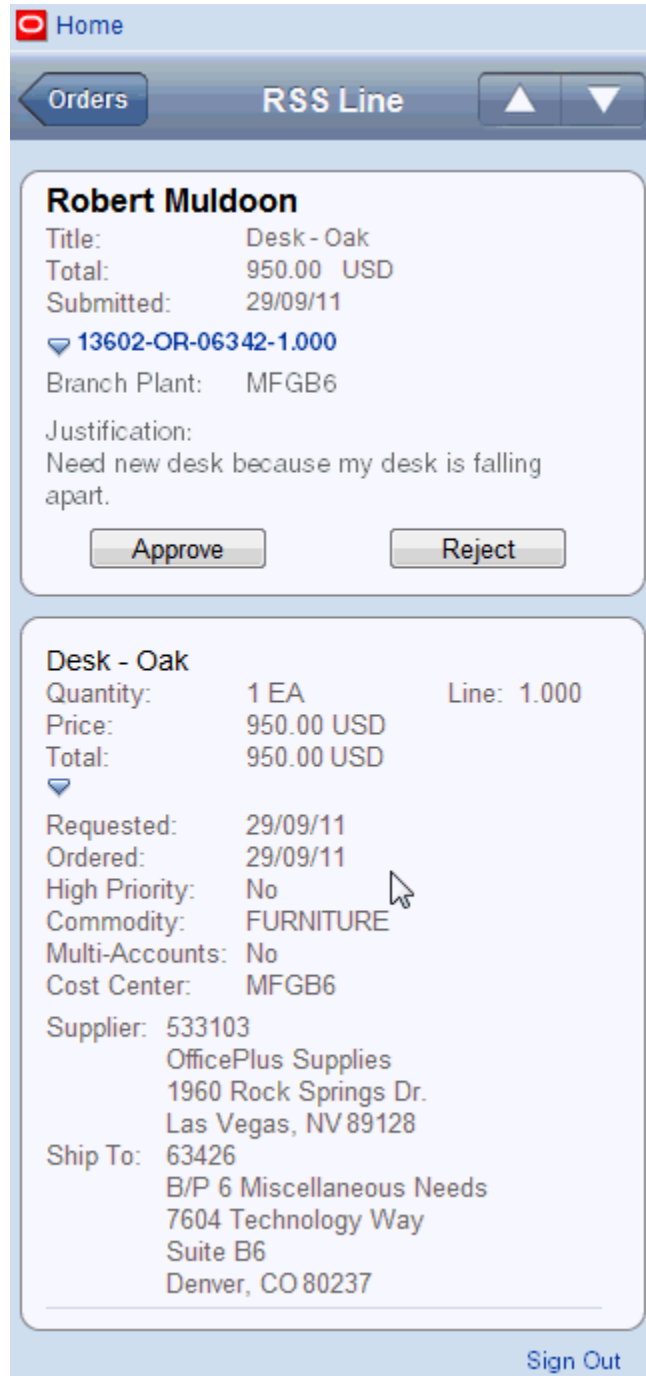 Home
Orders RSS Line
Robert Muldoon
Title: Desk - Oak
Total: 950.00 USD
Submitted: 29/09/11
13602-OR-06342-1.000
Branch Plant: MFGB6
Justification:
Need new desk because my desk is falling
apart.
Approve Reject
Desk - Oak
Quantity: 1 EA Line: 1.000
Price: 950.00 USD
Total: 950.00 USD
Requested: 29/09/11
Ordered: 29/09/11
High Priority: No
Commodity: FURNITURE
Multi-Accounts: No
Cost Center: MFGB6
Supplier: 533103
OfficePlus Supplies
1960 Rock Springs Dr.
Las Vegas, NV 89128
Ship To: 63426
B/P 6 Miscellaneous Needs
7604 Technology Way
Suite B6
Denver, CO 80237
Sign Out